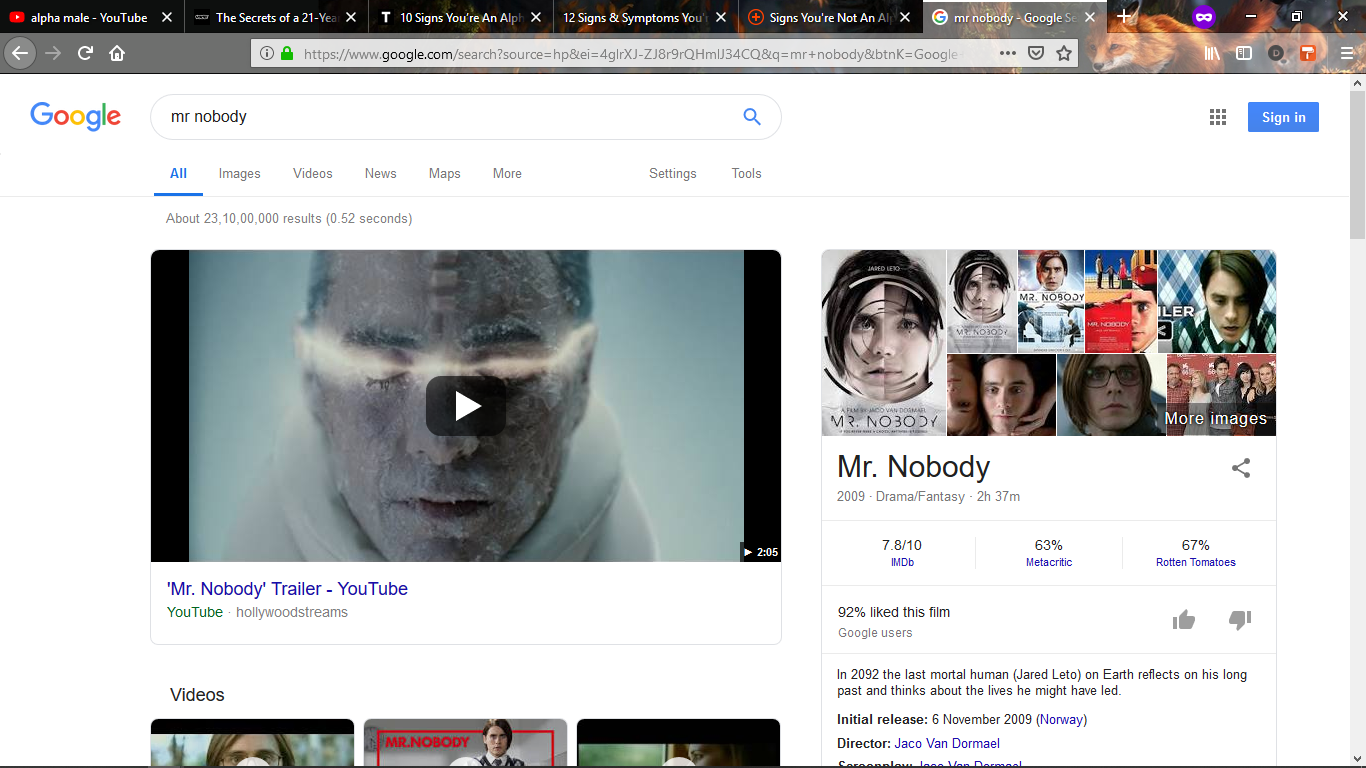 alpha male - YouTube
The Secrets of a 21-Yea
10 Signs You're An Alph
12 Signs & Symptoms You'r
Signs You're Not An Alp
mr nobody - Google Se
https://www.google.com/search?source=hp&ei=4glrXJ-ZJ8r9rQHmlJ34CQ&q=mr+nobody&btnK=Google
Google
mr nobody
Sign in
All
Images
Videos
News
Maps
More
Settings
Tools
About 23,10,00,000 results (0.52 seconds)
2:05
'Mr. Nobody' Trailer - YouTube
YouTube · hollywoodstreams
Videos
MR.NOBODY
JARED LETO
A FILM BY JACO VAN DORMAEL
MR. NOBODY
MR. NOBODY
MR. NOBODY
ILER
More images
Mr. Nobody
2009 · Drama/Fantasy · 2h 37m
7.8/10
IMDb
63%
Metacritic
67%
Rotten Tomatoes
92% liked this film
Google users
In 2092 the last mortal human (Jared Leto) on Earth reflects on his long
past and thinks about the lives he might have led.
Initial release: 6 November 2009 (Norway)
Director: Jaco Van Dormael
Screenplay: Jaco Van Dormael